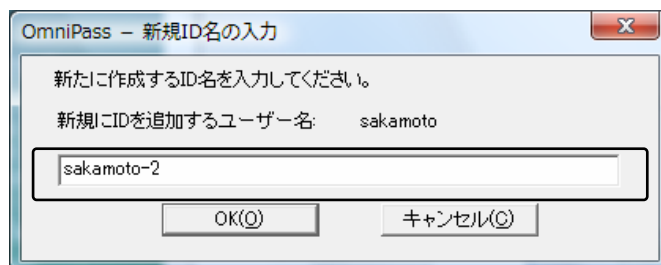 OmniPass － 新規ID名の入力
新たに作成するID名を入力してください。
新規にIDを追加するユーザー名: sakamoto
sakamoto-2
OK(O) キャンセル(C)